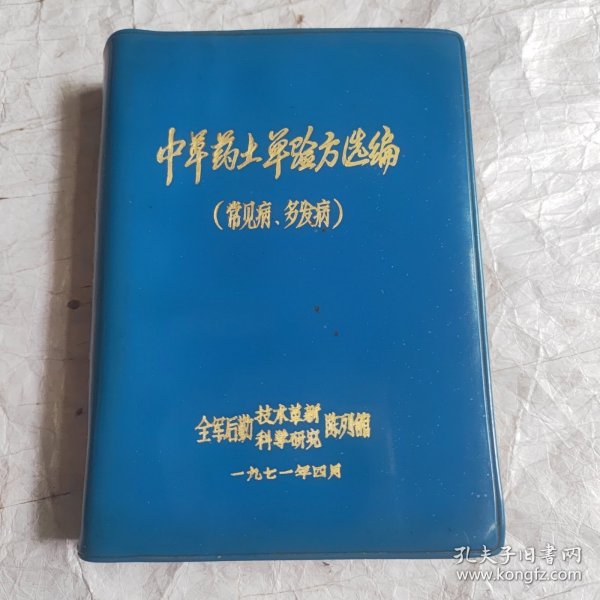 中草药土单验方选编
(常见病、多发病)
全军后勤技术革新科学研究陈列馆
一九七一年四月
孔夫子旧书网
www.kongfz.com